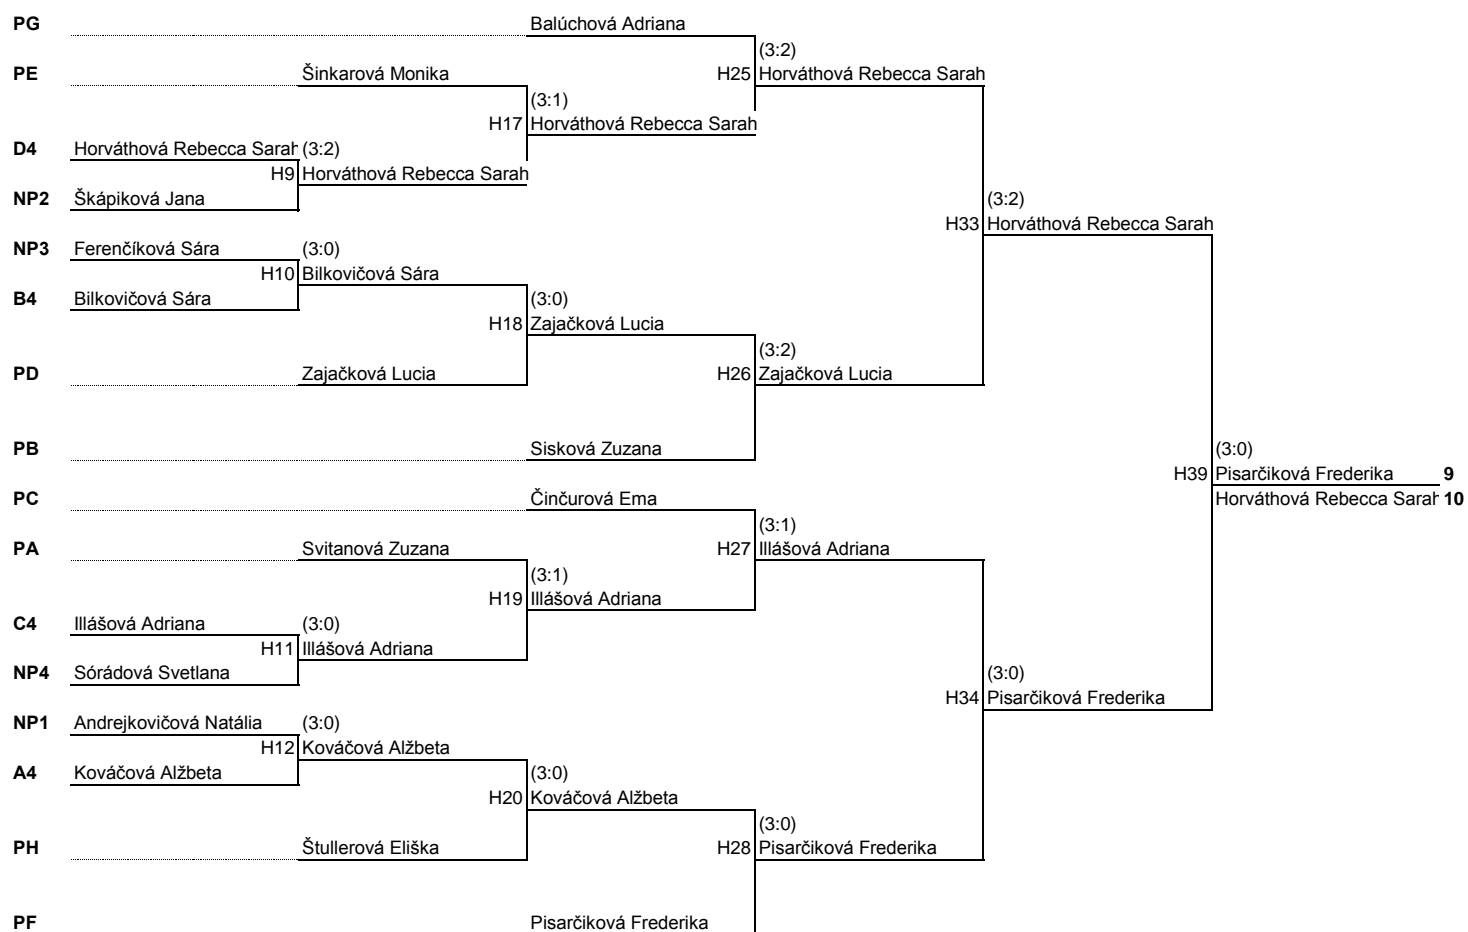 PG Balúchová Adriana
(3:2)
PE Šinkarová Monika H25 Horváthová Rebecca Sarah
(3:1)
H17 Horváthová Rebecca Sarah
D4 Horváthová Rebecca Sarah (3:2)
H9 Horváthová Rebecca Sarah
NP2 Škápiková Jana (3:2)
H33 Horváthová Rebecca Sarah
NP3 Ferenčíková Sára (3:0)
H10 Bilkovičová Sára
B4 Bilkovičová Sára (3:0)
H18 Zajačková Lucia
(3:2)
PD Zajačková Lucia H26 Zajačková Lucia
PB Sisková Zuzana (3:0)
H39 Pisarčiková Frederika 9
PC Činčurová Ema Horváthová Rebecca Sarah 10
(3:1)
PA Svitanová Zuzana H27 Illášová Adriana
(3:1)
H19 Illášová Adriana
C4 Illášová Adriana (3:0)
H11 Illášová Adriana
NP4 Sórádová Svetlana (3:0)
H34 Pisarčiková Frederika
NP1 Andrejkovičová Natália (3:0)
H12 Kováčová Alžbeta
A4 Kováčová Alžbeta (3:0)
H20 Kováčová Alžbeta
(3:0)
PH Štullerová Eliška H28 Pisarčiková Frederika
PF Pisarčiková Frederika